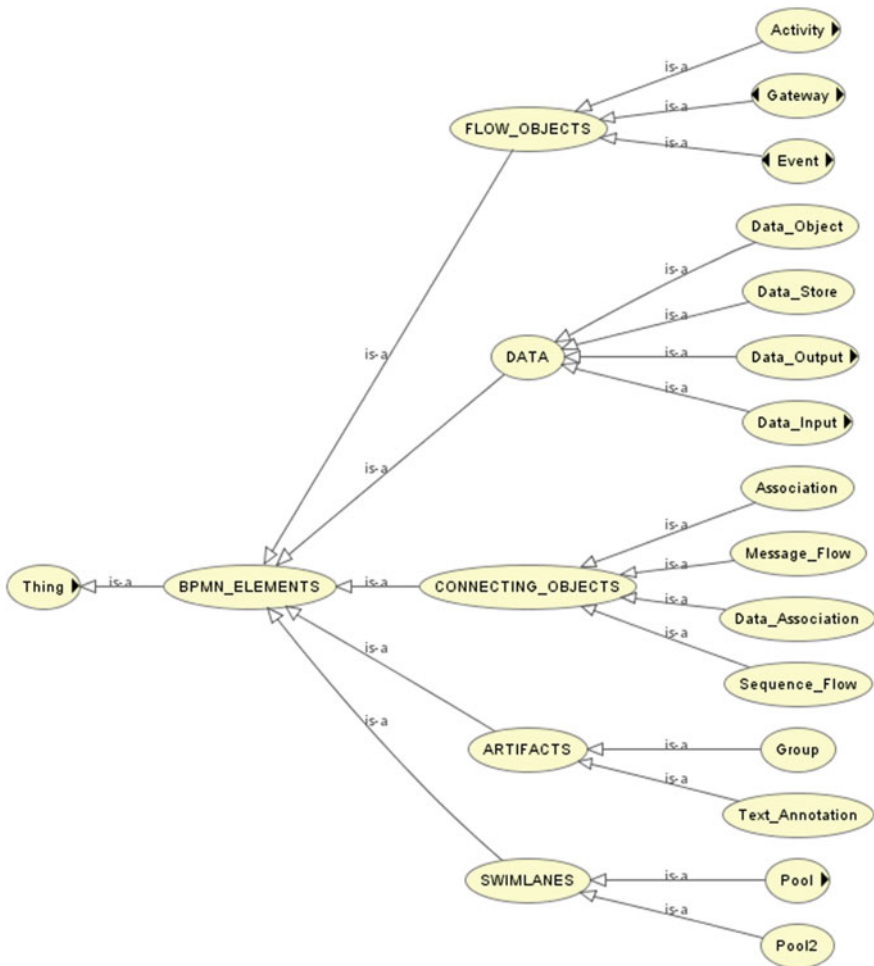 Activity
is-a
Gateway
is-a
FLOW_OBJECTS
is-a
Event
Data_Object
is-a
Data_Store
is-a
is-a
DATA
is-a
Data_Output
is-a
Data_Input
is-a
Association
is-a
Message_Flow
is-a
Thing
is-a
BPMN_ELEMENTS
is-a
CONNECTING_OBJECTS
is-a
Data_Association
is-a
Sequence_Flow
is-a
ARTIFACTS
is-a
Group
is-a
is-a
Text_Annotation
SWIMLANES
is-a
Pool
is-a
Pool2